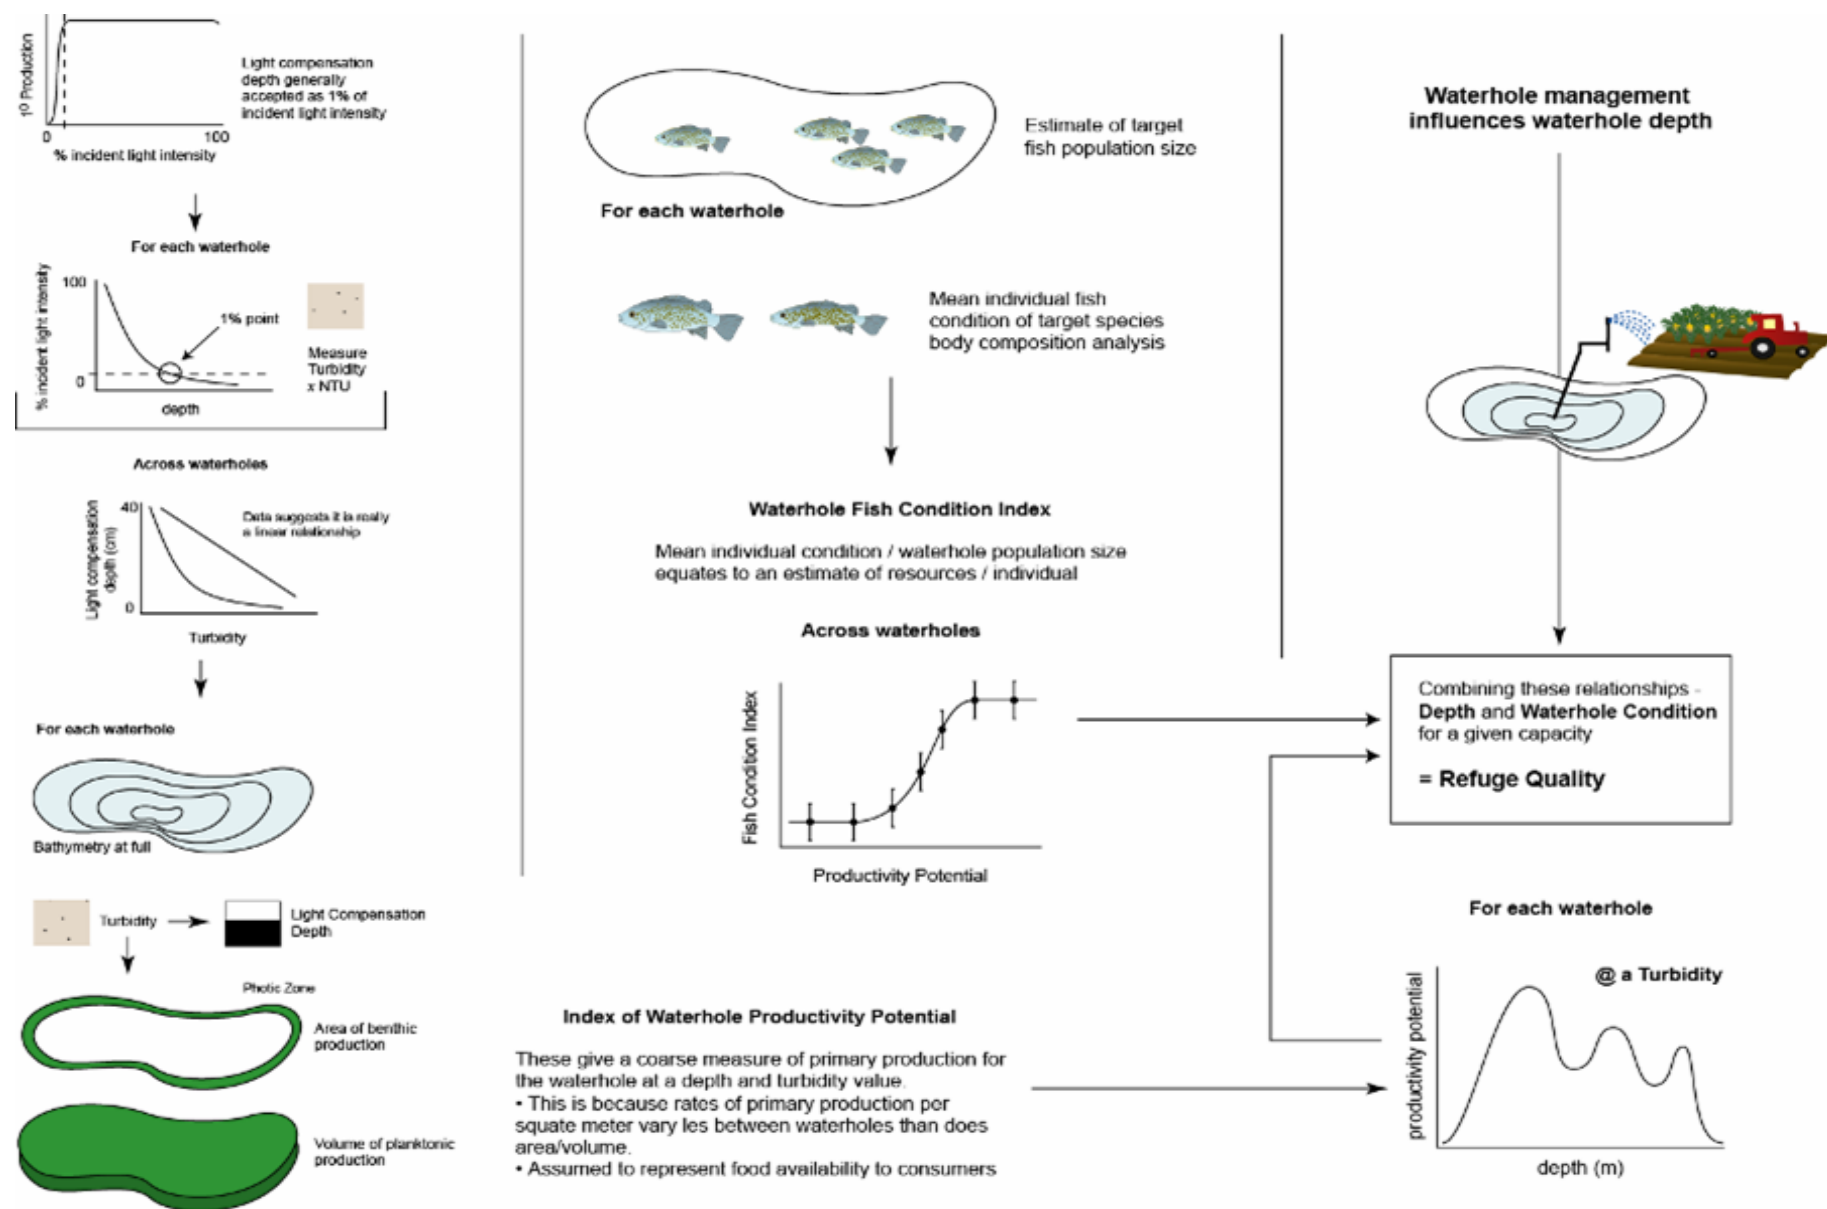 1º Production
Light compensation
depth generally
accepted as 1% of
incident light intensity
0
100
% incident light intensity
For each waterhole
% incident light intensity
100
0
1% point
depth
Measure
Turbidity
x NTU
Across waterholes
Light compensation
depth (cm)
40
0
Data suggests it is really
a linear relationship
Turbidity
For each waterhole
Bathymetry at full
Turbidity
Light Compensation
Depth
Photic Zone
Area of benthic
production
Volume of planktonic
production
Estimate of target
fish population size
For each waterhole
Mean individual fish
condition of target species
body composition analysis
Waterhole Fish Condition Index
Mean individual condition / waterhole population size
equates to an estimate of resources / individual
Across waterholes
Fish Condition Index
Productivity Potential
Index of Waterhole Productivity Potential
These give a coarse measure of primary production for
the waterhole at a depth and turbidity value.
• This is because rates of primary production per
squate meter vary les between waterholes than does
area/volume.
• Assumed to represent food availability to consumers
Waterhole management
influences waterhole depth
Combining these relationships -
Depth and Waterhole Condition
for a given capacity
= Refuge Quality
For each waterhole
@ a Turbidity
productivity potential
depth (m)